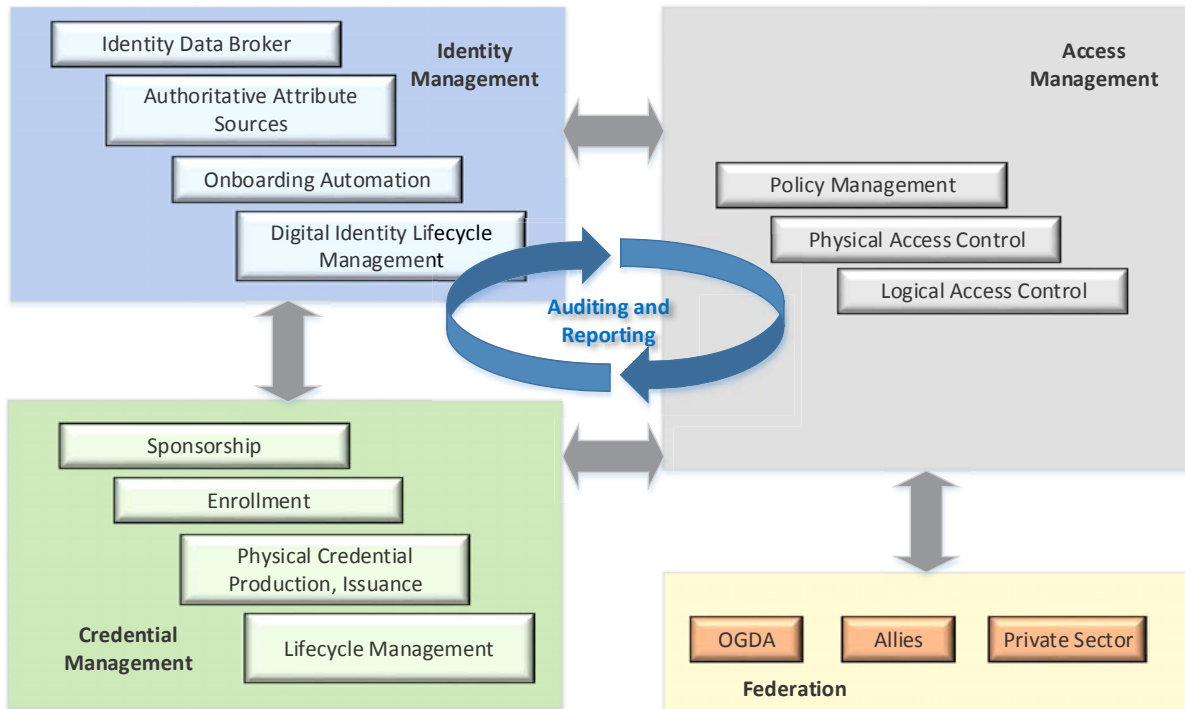 Identity Data Broker
Identity
Management
Authoritative Attribute
Sources
Onboarding Automation
Digital Identity Lifecycle
Management
Access
Management
Policy Management
Physical Access Control
Logical Access Control
Auditing and
Reporting
Sponsorship
Enrollment
Physical Credential
Production, Issuance
Lifecycle Management
Credential
Management
OGDA
Allies
Private Sector
Federation